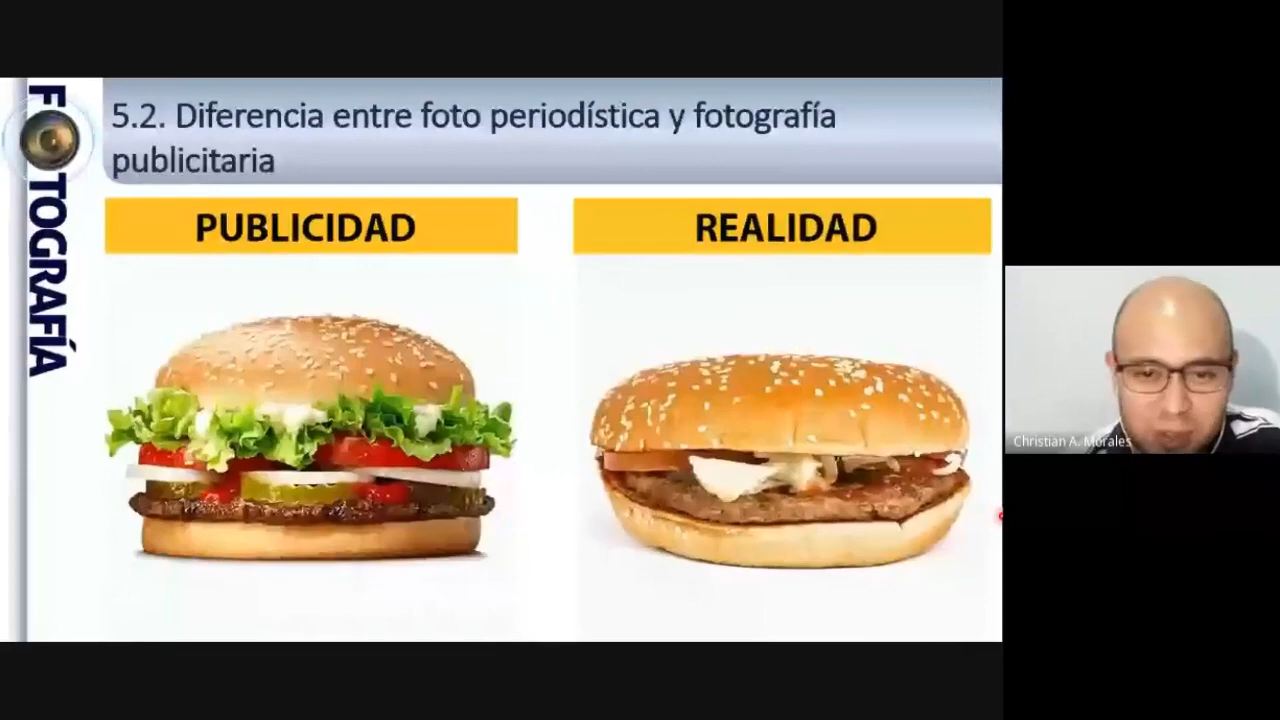 FOTOGRAFÍA
5.2. Diferencia entre foto periodística y fotografía
publicitaria
PUBLICIDAD
REALIDAD
Christian A. Morales